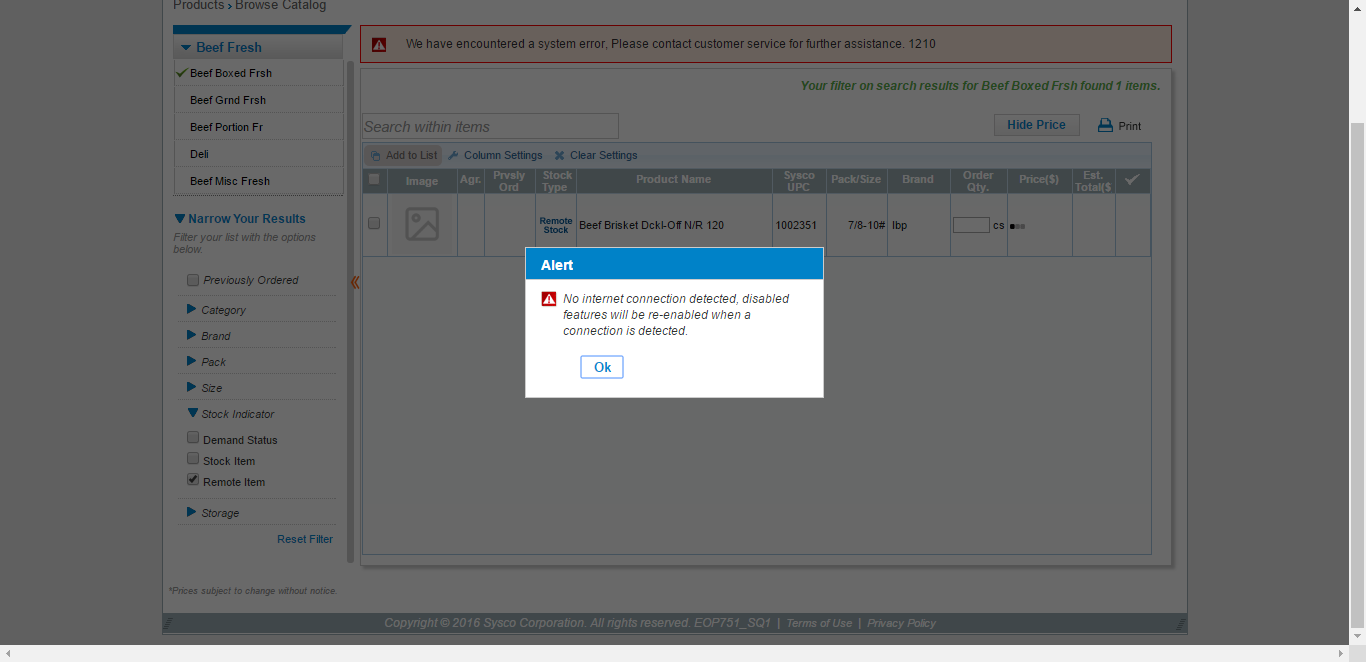 Products › Browse Catalog
Beef Fresh
Beef Boxed Frsh
Beef Grnd Frsh
Beef Portion Fr
Deli
Beef Misc Fresh
Narrow Your Results
Filter your list with the options
below.
Previously Ordered
Category
Brand
Pack
Size
Stock Indicator
Demand Status
Stock Item
Remote Item
Storage
Reset Filter
*Prices subject to change without notice.
We have encountered a system error, Please contact customer service for further assistance. 1210
Your filter on search results for Beef Boxed Frsh found 1 items.
Search within items
Hide Price
Print
Add to List Column Settings Clear Settings
Image Agr. Prvsly Ord Stock Type Product Name Sysco UPC Pack/Size Brand Order Qty. Price($) Est. Total($
Remote Stock Beef Brisket Dckl-Off N/R 120 1002351 7/8-10# Ibp cs
Alert
No internet connection detected, disabled
features will be re-enabled when a
connection is detected.
Ok
Copyright © 2016 Sysco Corporation. All rights reserved. EOP751_SQ1 | Terms of Use | Privacy Policy